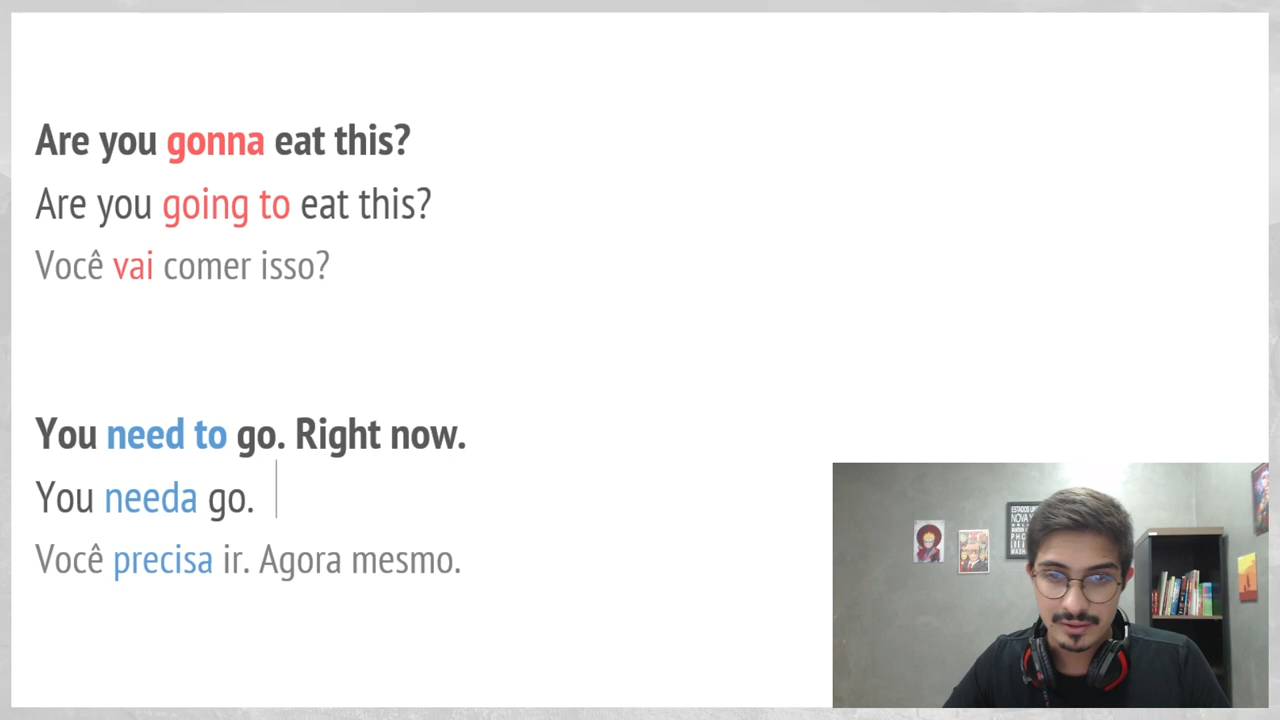 Are you gonna eat this?
Are you going to eat this?
Você vai comer isso?
You need to go. Right now.
You needa go.
Você precisa ir. Agora mesmo.